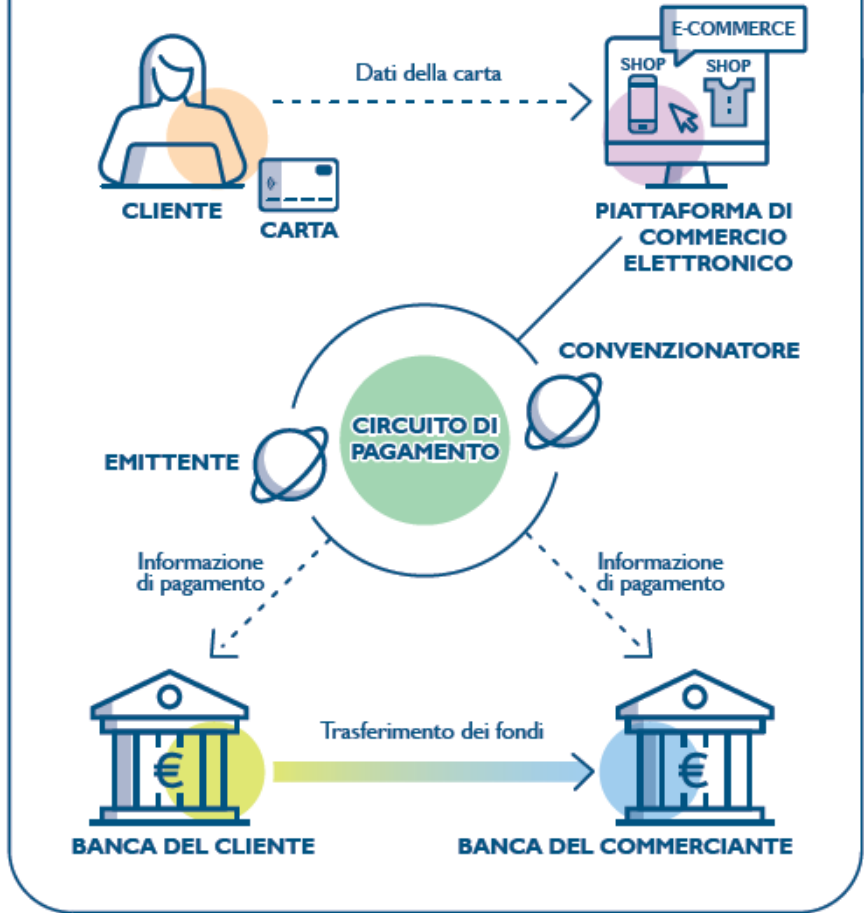 E-COMMERCE
SHOP
SHOP
Dati della carta
CLIENTE
CARTA
PIATTAFORMA DI
COMMERCIO
ELETTRONICO
CONVENZIONATORE
CIRCUITO DI
PAGAMENTO
EMITTENTE
Informazione
di pagamento
Informazione
di pagamento
Trasferimento dei fondi
€
€
BANCA DEL CLIENTE
BANCA DEL COMMERCIANTE